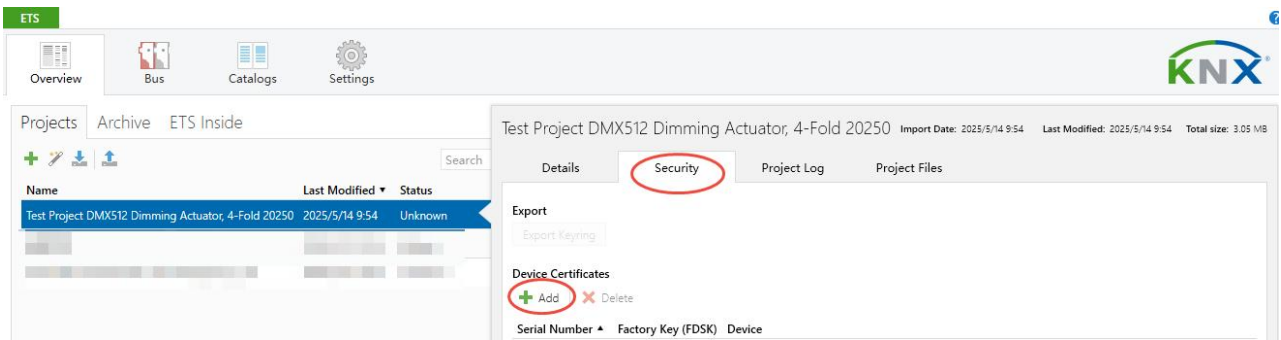 ETS
Overview
Bus
Catalogs
Settings
KNX
Projects Archive ETS Inside
Search
Name Last Modified Status
Test Project DMX512 Dimming Actuator, 4-Fold 20250 2025/5/14 9:54 Unknown
Test Project DMX512 Dimming Actuator, 4-Fold 20250 Import Date: 2025/5/14 9:54 Last Modified: 2025/5/14 9:54 Total size: 3.05 MB
Details Security Project Log Project Files
Export
Export Keyring
Device Certificates
Add Delete
Serial Number Factory Key (FDSK) Device